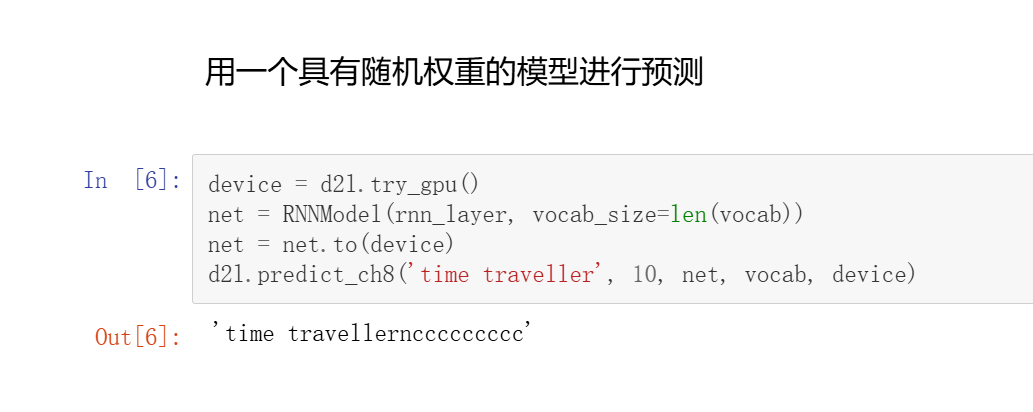 用一个具有随机权重的模型进行预测
In [6]:
device = d2l.try_gpu()
net = RNNModel(rnn_layer, vocab_size=len(vocab))
net = net.to(device)
d2l.predict_ch8('time traveller', 10, net, vocab, device)
Out[6]:
'time travellernccccccccc'